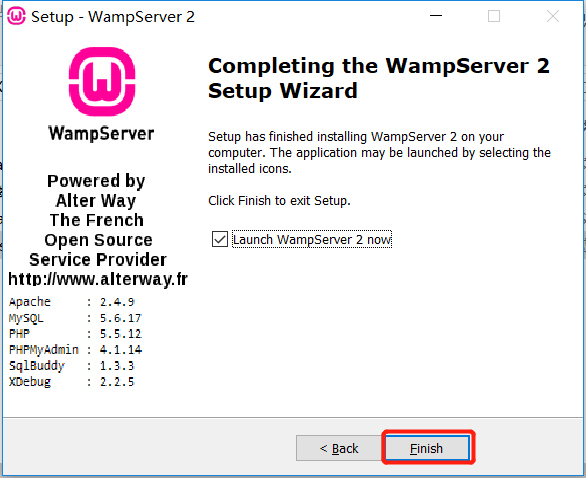 Setup - WampServer 2
WampServer
Powered by
Alter Way
The French
Open Source
Service Provider
http://www.alterway.fr
Apache : 2.4.9
MySQL : 5.6.17
PHP : 5.5.12
PHPMyAdmin : 4.1.14
SqlBuddy : 1.3.3
XDebug : 2.2.5
Completing the WampServer 2
Setup Wizard
Setup has finished installing WampServer 2 on your
computer. The application may be launched by selecting the
installed icons.
Click Finish to exit Setup.
Launch WampServer 2 now
< Back
Finish